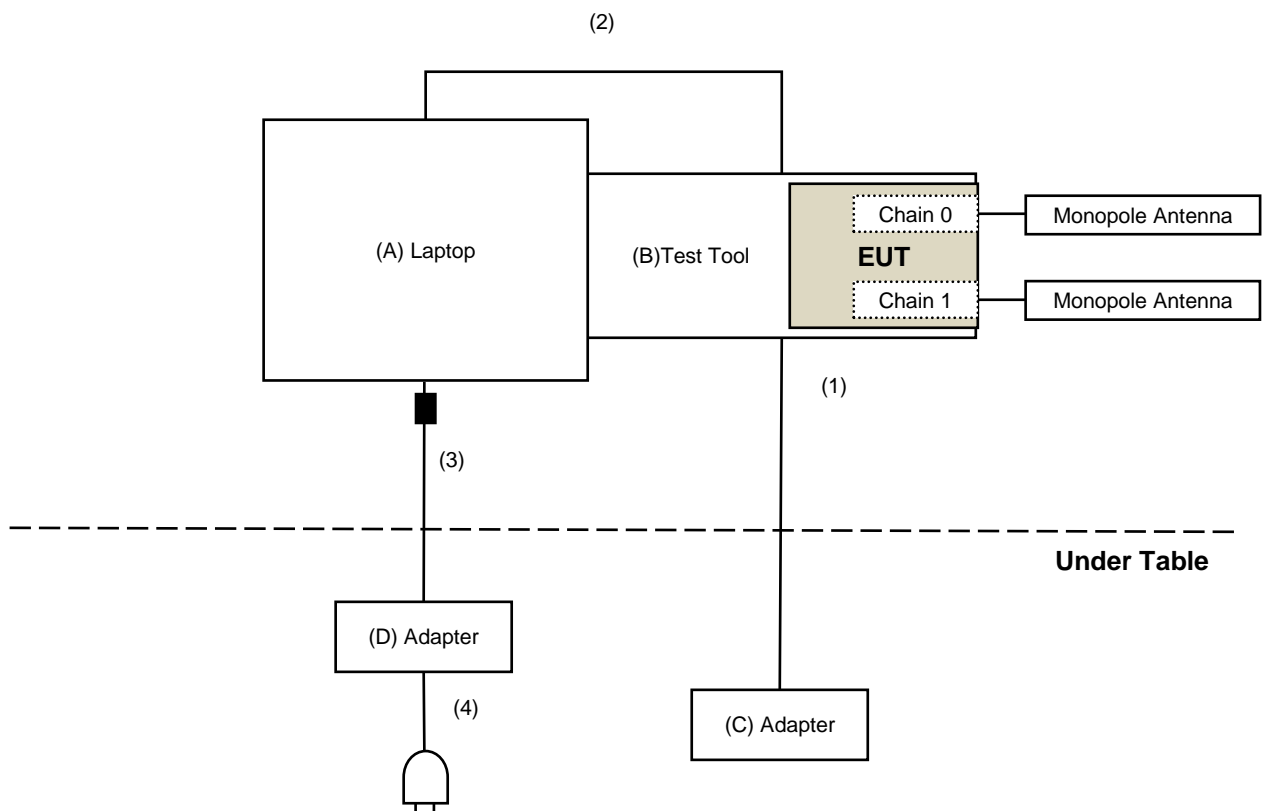 (2)
(A) Laptop
(B)Test Tool
Chain 0
EUT
Chain 1
Monopole Antenna
Monopole Antenna
(1)
(3)
Under Table
(D) Adapter
(4)
(C) Adapter